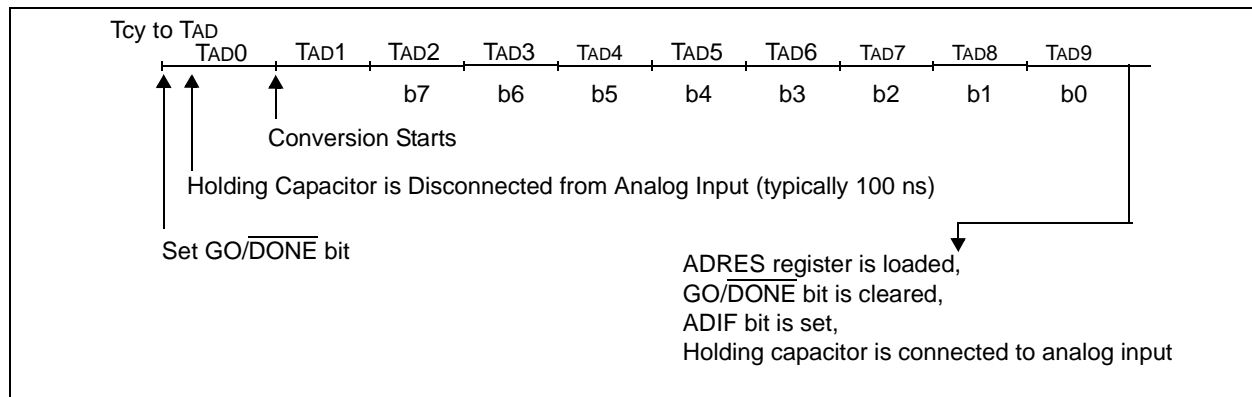 Tcy to TAD
TAD0 TAD1 TAD2 TAD3 TAD4 TAD5 TAD6 TAD7 TAD8 TAD9
b7 b6 b5 b4 b3 b2 b1 b0
Conversion Starts
Holding Capacitor is Disconnected from Analog Input (typically 100 ns)
Set GO/DONE bit
ADRES register is loaded,
GO/DONE bit is cleared,
ADIF bit is set,
Holding capacitor is connected to analog input